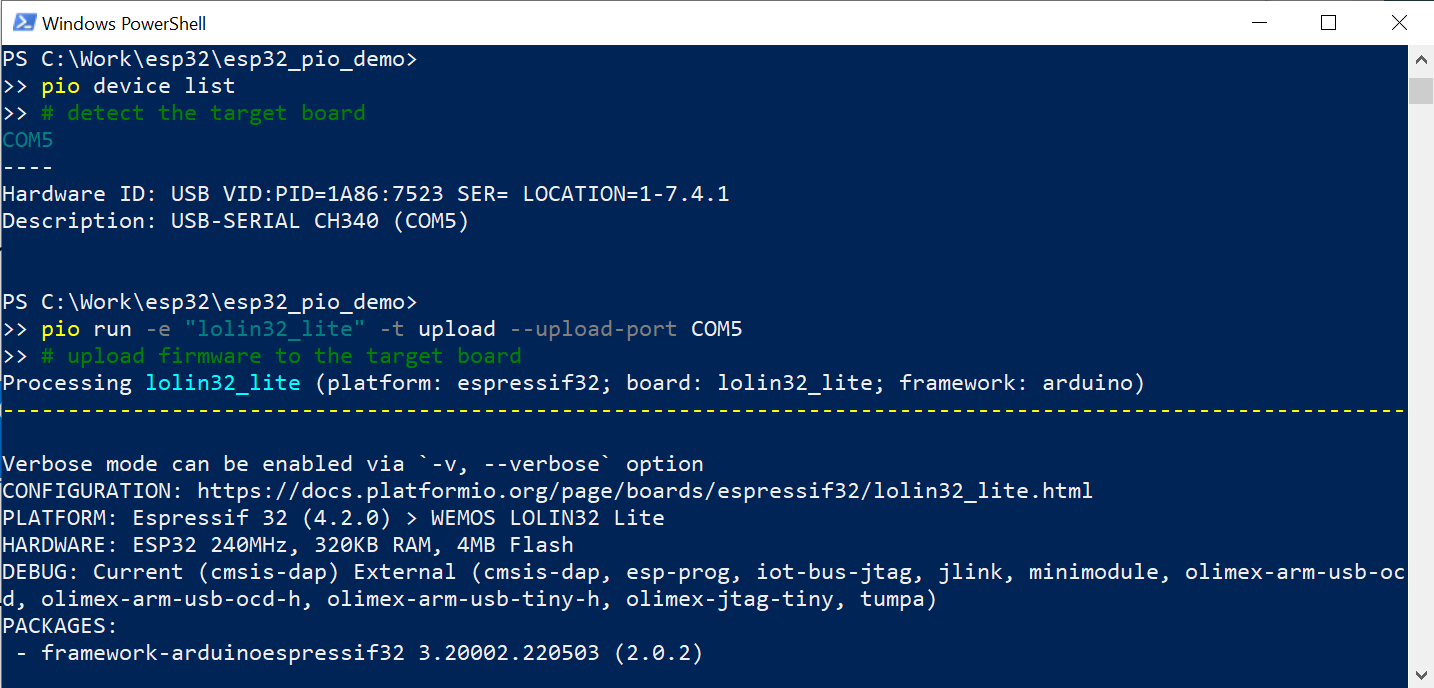 Windows PowerShell
PS C:\Work\esp32\esp32_pio_demo>
>> pio device list
>> # detect the target board
COM5
----
Hardware ID: USB VID:PID=1A86:7523 SER= LOCATION=1-7.4.1
Description: USB-SERIAL CH340 (COM5)
PS C:\Work\esp32\esp32_pio_demo>
>> pio run -e "lolin32_lite" -t upload --upload-port COM5
>> # upload firmware to the target board
Processing lolin32_lite (platform: espressif32; board: lolin32_lite; framework: arduino)
------------------------------------------------------------------------------------------------------------
Verbose mode can be enabled via `-v, --verbose` option
CONFIGURATION: https://docs.platformio.org/page/boards/espressif32/lolin32_lite.html
PLATFORM: Espressif 32 (4.2.0) > WEMOS LOLIN32 Lite
HARDWARE: ESP32 240MHz, 320KB RAM, 4MB Flash
DEBUG: Current (cmsis-dap) External (cmsis-dap, esp-prog, iot-bus-jtag, jlink, minimodule, olimex-arm-usb-oc
d, olimex-arm-usb-ocd-h, olimex-arm-usb-tiny-h, olimex-jtag-tiny, tumpa)
PACKAGES:
 - framework-arduinoespressif32 3.20002.220503 (2.0.2)